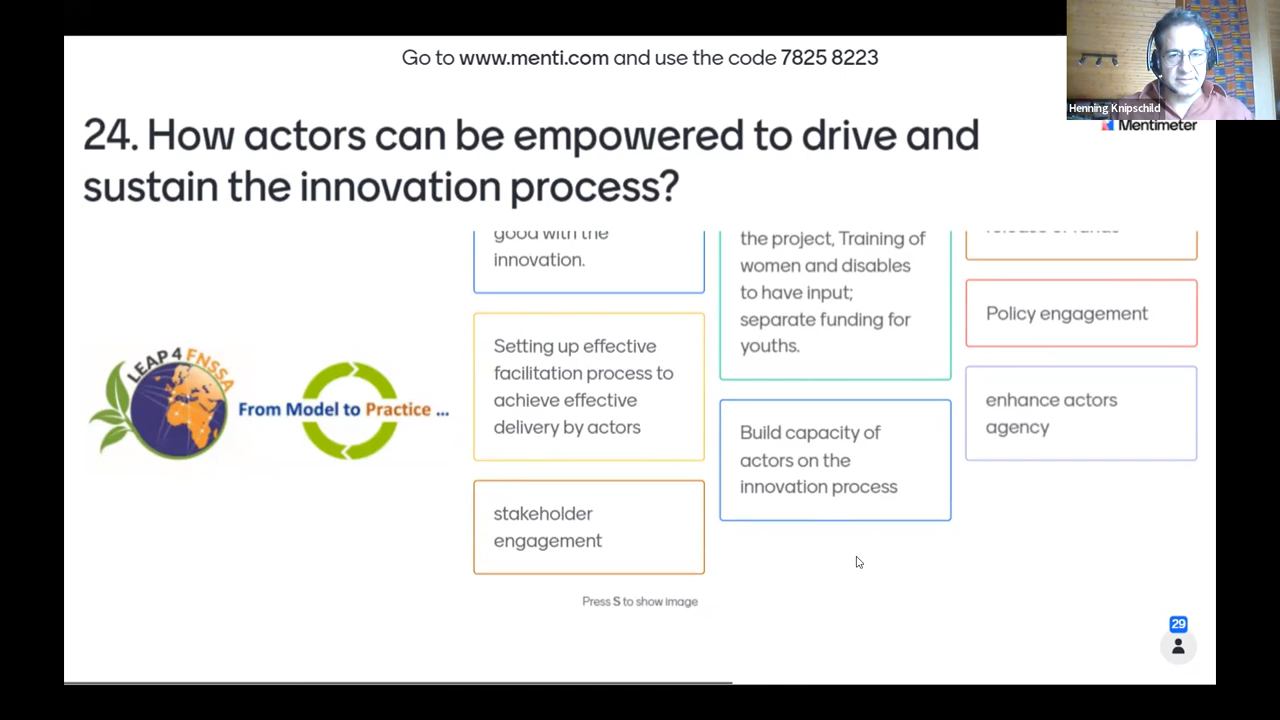 Go to www.menti.com and use the code 7825 8223
Henning Knipschild
Mentimeter
24. How actors can be empowered to drive and
sustain the innovation process?
good with the
innovation.
Setting up effective
facilitation process to
achieve effective
delivery by actors
stakeholder
engagement
the project, Training of
women and disables
to have input;
separate funding for
youths.
Build capacity of
actors on the
innovation process
release of funds
Policy engagement
enhance actors
agency
LEAP4FNSSA
From Model to Practice ...
Press S to show image
29